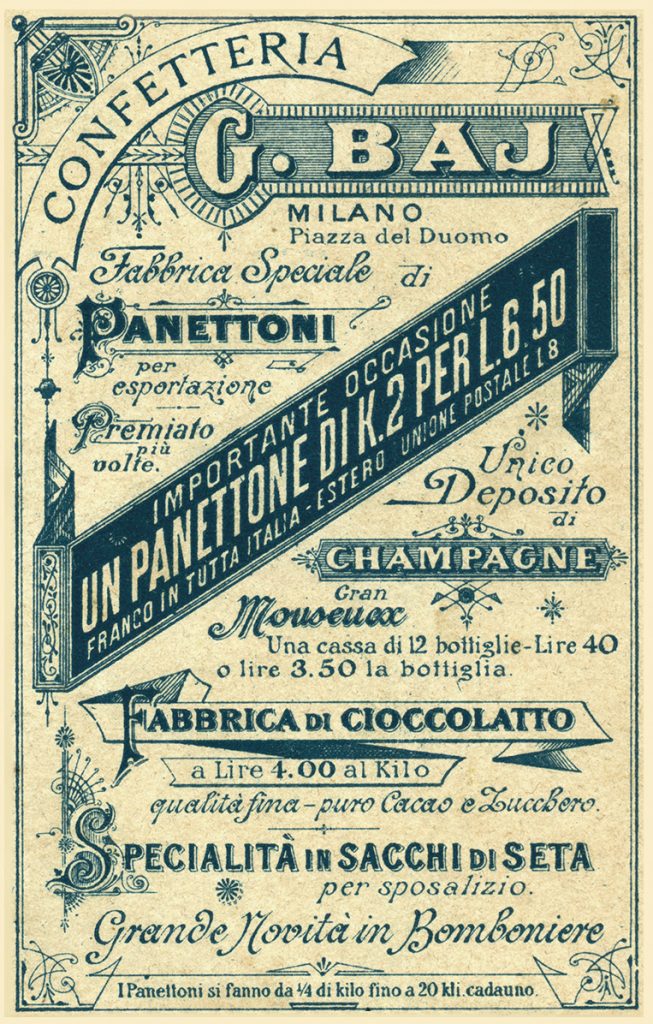 CONFETTERIA
G. BAJ
MILANO
Piazza del Duomo
Fabbrica Speciale di
PANETTONI
per
esportazione
Premiato
più
volte.
IMPORTANTE OCCASIONE
UN PANETTONE DI K.2 PER L.6.50
FRANCO IN TUTTA ITALIA - ESTERO UNIONE POSTALE L 8
Unico
Deposito
di
CHAMPAGNE
Gran
Mouseuex
Una cassa di 12 bottiglie - Lire 40
o lire 3.50 la bottiglia.
FABBRICA DI CIOCCOLATTO
a Lire 4.00 al Kilo
qualità fina - puro Cacao e Zucchero.
SPECIALITÀ IN SACCHI DI SETA
per sposalizio.
Grande Novità in Bomboniere
I Panettoni si fanno da ¼ di kilo fino a 20 kli. cadauno.